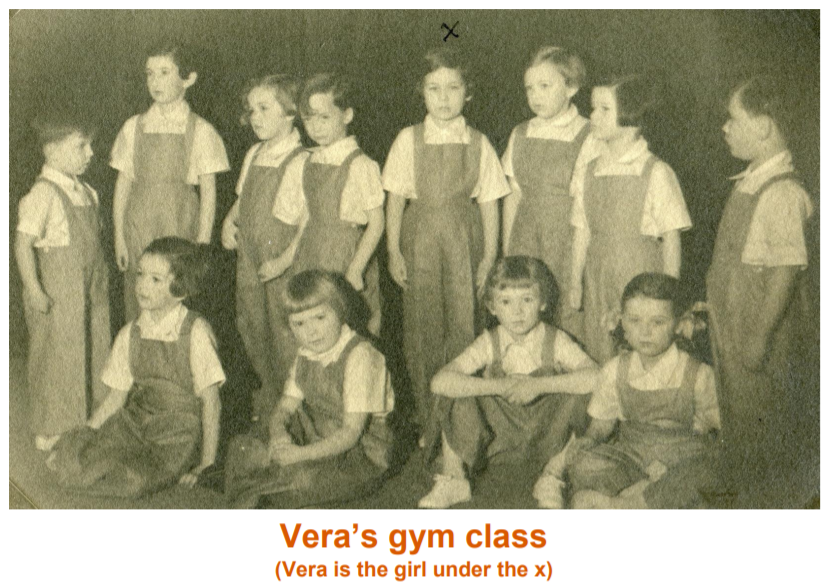 x
Vera's gym class
(Vera is the girl under the x)